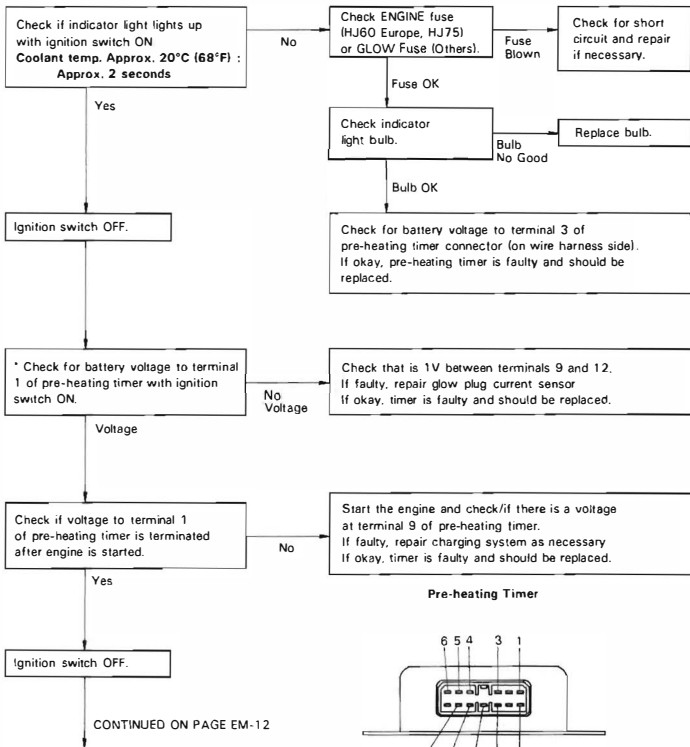 Check if indicator light lights up
with ignition switch ON
Coolant temp. Approx. 20°C (68°F) :
Approx. 2 seconds
No
Check ENGINE fuse
(HJ60 Europe, HJ75)
or GLOW Fuse (Others).
Fuse
Blown
Check for short
circuit and repair
if necessary.
Yes
Fuse OK
Check indicator
light bulb.
Bulb
No Good
Replace bulb.
Bulb OK
Ignition switch OFF.
Check for battery voltage to terminal 3 of
pre-heating timer connector (on wire harness side).
If okay, pre-heating timer is faulty and should be
replaced.
* Check for battery voltage to terminal
1 of pre-heating timer with ignition
switch ON.
No
Voltage
Check that is 1V between terminals 9 and 12.
If faulty, repair glow plug current sensor
If okay, timer is faulty and should be replaced.
Voltage
Check if voltage to terminal 1
of pre-heating timer is terminated
after engine is started.
No
Start the engine and check/if there is a voltage
at terminal 9 of pre-heating timer.
If faulty, repair charging system as necessary
If okay, timer is faulty and should be replaced.
Yes
Pre-heating Timer
Ignition switch OFF.
6 5 4 3 1
CONTINUED ON PAGE EM-12